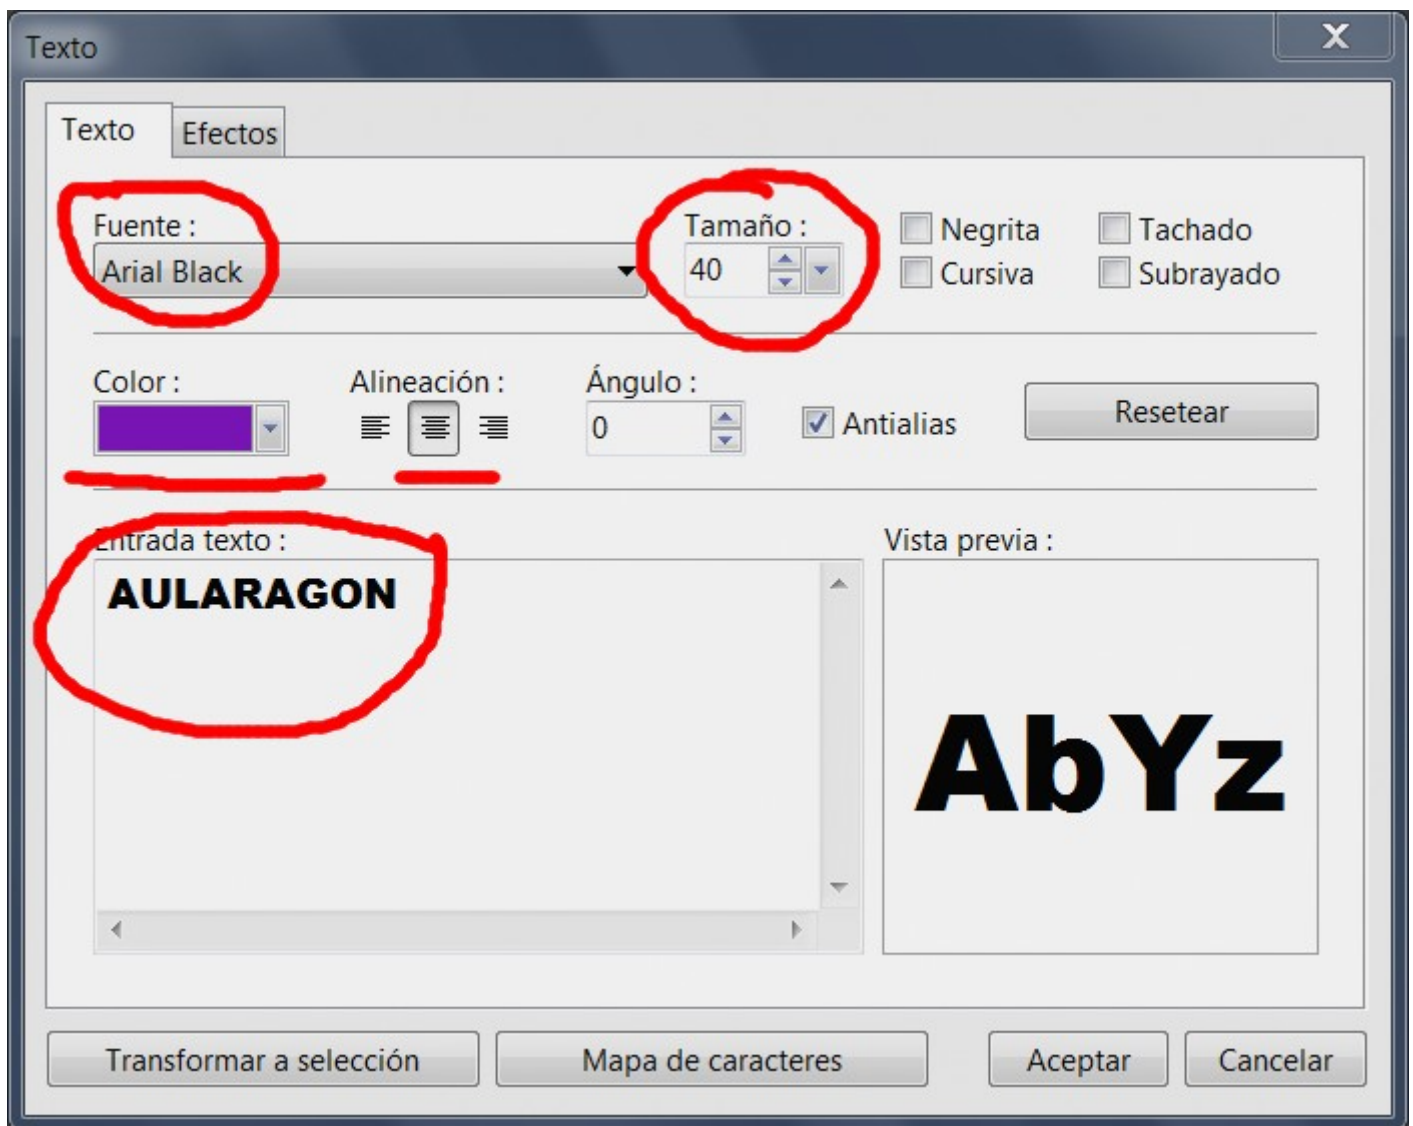 Texto
X
Texto Efectos
Fuente : Tamaño :
Arial Black 40
Negrita Tachado
Cursiva Subrayado
Color : Alineación : Ángulo :
0 Antialias Resetear
Entrada texto : Vista previa :
AULARAGON
AbYz
Transformar a selección Mapa de caracteres Aceptar Cancelar